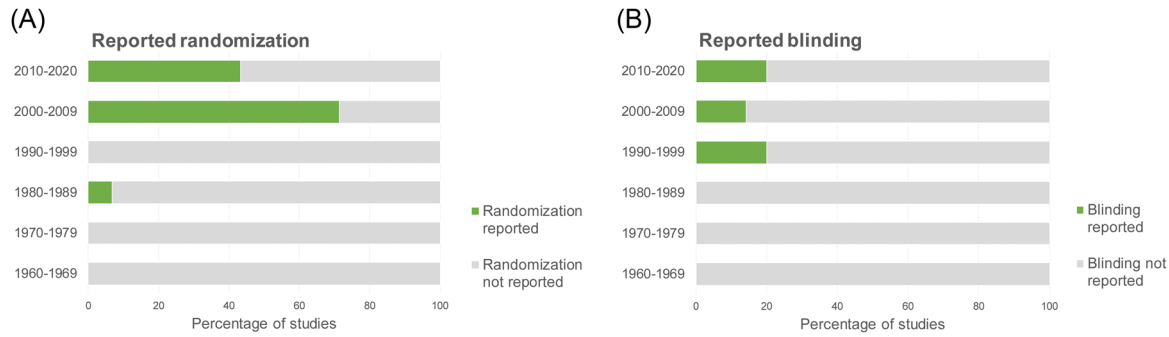 (A)
Reported randomization
2010-2020
2000-2009
1990-1999
1980-1989
1970-1979
1960-1969
0 20 40 60 80 100
Percentage of studies
Randomization
reported
Randomization
not reported
(B)
Reported blinding
2010-2020
2000-2009
1990-1999
1980-1989
1970-1979
1960-1969
0 20 40 60 80 100
Percentage of studies
Blinding
reported
Blinding not
reported